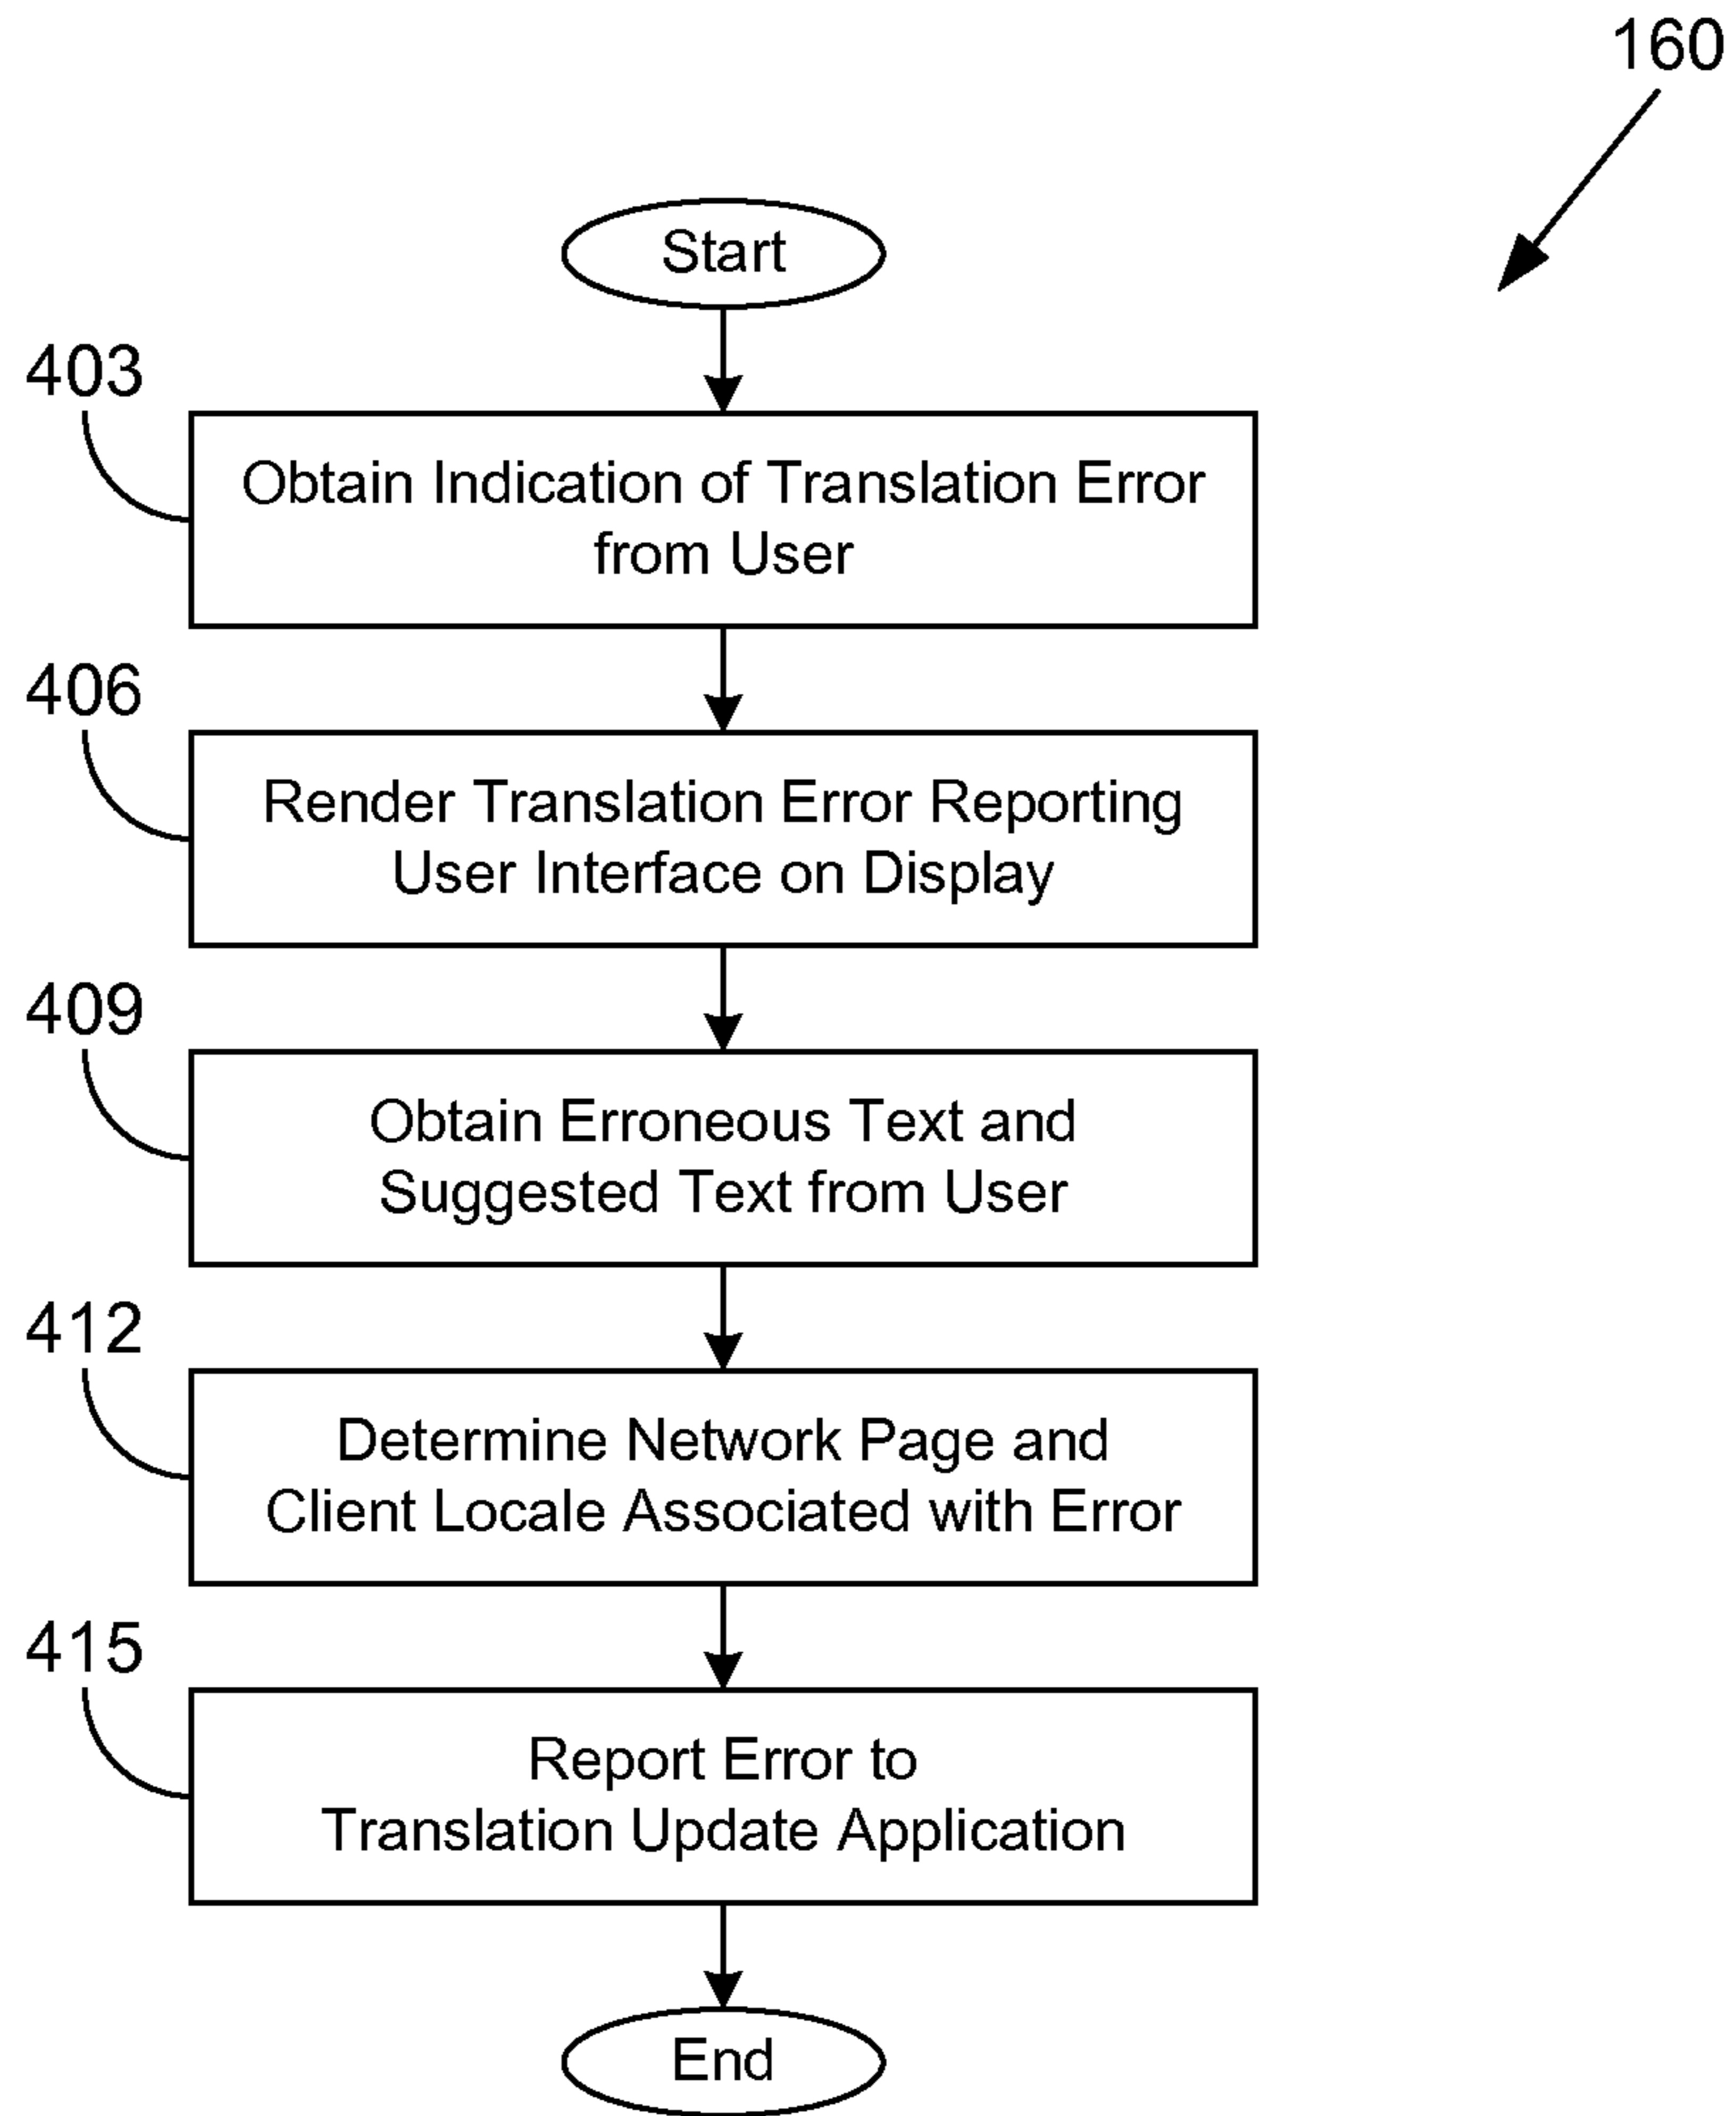 160
Start
403
Obtain Indication of Translation Error
from User
406
Render Translation Error Reporting
User Interface on Display
409
Obtain Erroneous Text and
Suggested Text from User
412
Determine Network Page and
Client Locale Associated with Error
415
Report Error to
Translation Update Application
End